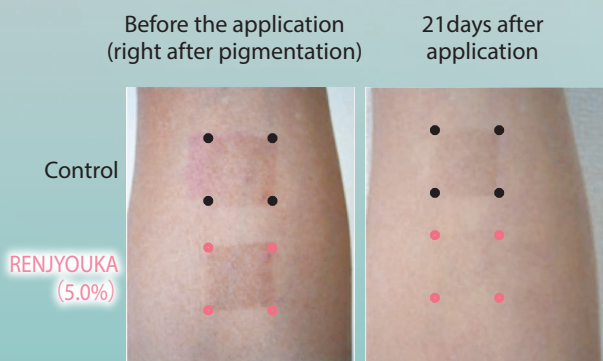 Before the application
(right after pigmentation)
21days after
application
Control
RENJYOUKA
(5.0%)